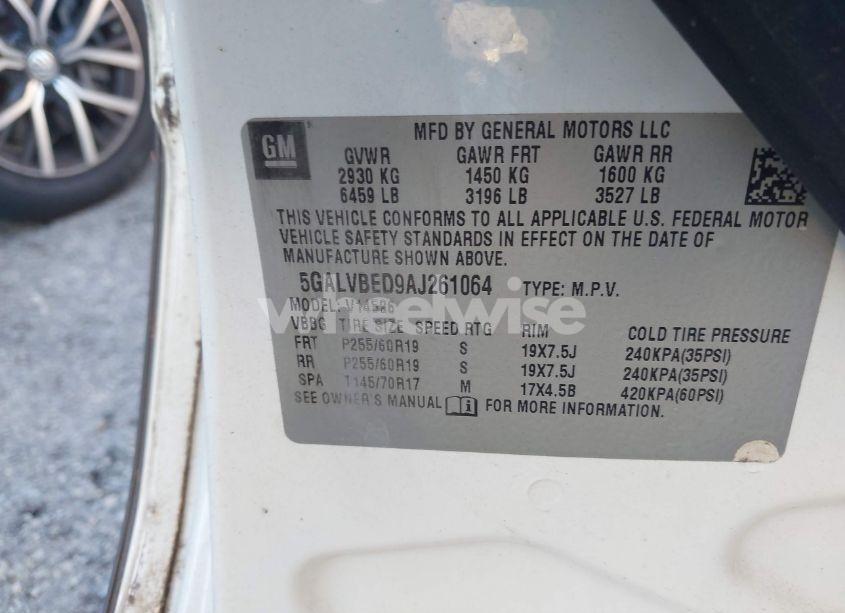 GM
MFD BY GENERAL MOTORS LLC
GVWR GAWR FRT GAWR RR
2930 KG 1450 KG 1600 KG
6459 LB 3196 LB 3527 LB
THIS VEHICLE CONFORMS TO ALL APPLICABLE U.S. FEDERAL MOTOR
VEHICLE SAFETY STANDARDS IN EFFECT ON THE DATE OF
MANUFACTURE SHOWN ABOVE.
5GALVBED9AJ261064 TYPE: M.P.V.
wheelwise
MODEL: V14526
VBBG TIRE SIZE SPEED RTG RIM COLD TIRE PRESSURE
FRT P255/60R19 S 19X7.5J 240KPA(35PSI)
RR P255/60R19 S 19X7.5J 240KPA(35PSI)
SPA T145/70R17 M 17X4.5B 420KPA(60PSI)
SEE OWNER'S MANUAL FOR MORE INFORMATION.